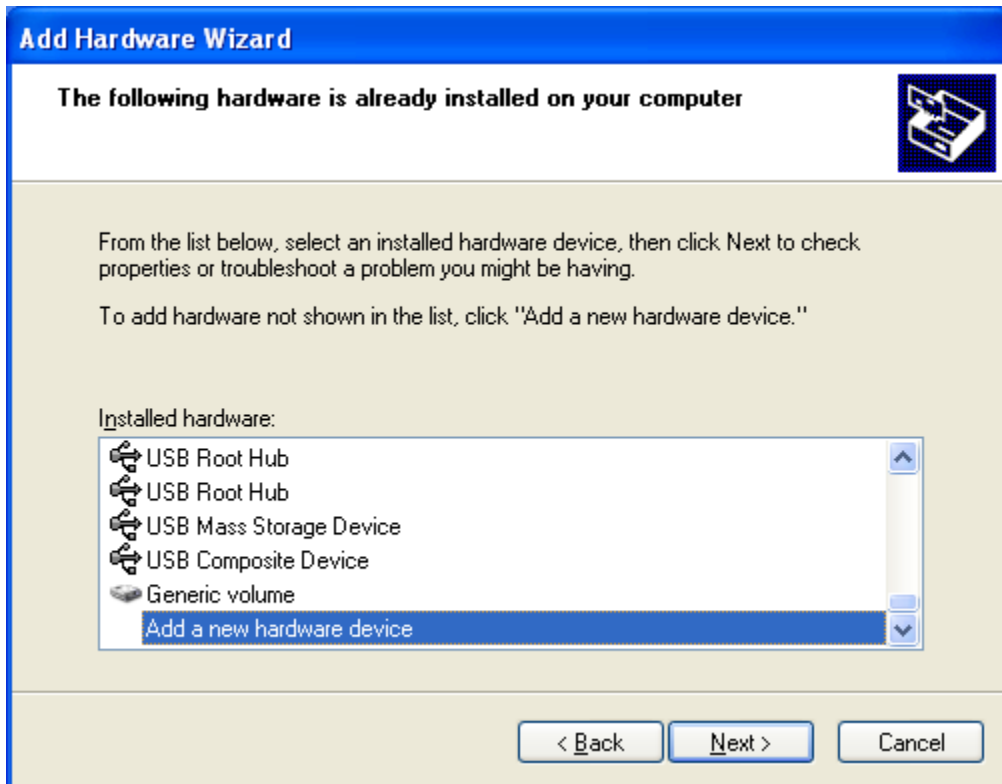 Add Hardware Wizard
The following hardware is already installed on your computer
From the list below, select an installed hardware device, then click Next to check
properties or troubleshoot a problem you might be having.
To add hardware not shown in the list, click "Add a new hardware device."
Installed hardware:
USB Root Hub
USB Root Hub
USB Mass Storage Device
USB Composite Device
Generic volume
Add a new hardware device
< Back
Next >
Cancel